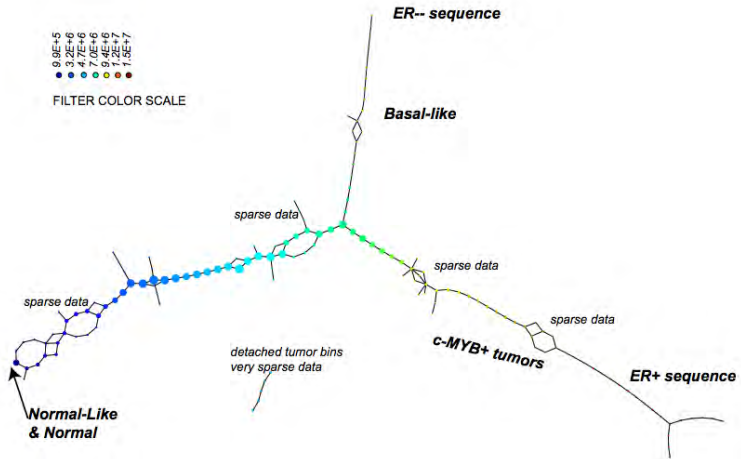 ER-- sequence
9.9E+5
3.2E+6
4.7E+6
7.0E+6
9.4E+6
1.2E+7
1.5E+7
FILTER COLOR SCALE
Basal-like
sparse data
sparse data
sparse data
sparse data
c-MYB+ tumors
detached tumor bins
very sparse data
ER+ sequence
Normal-Like
& Normal